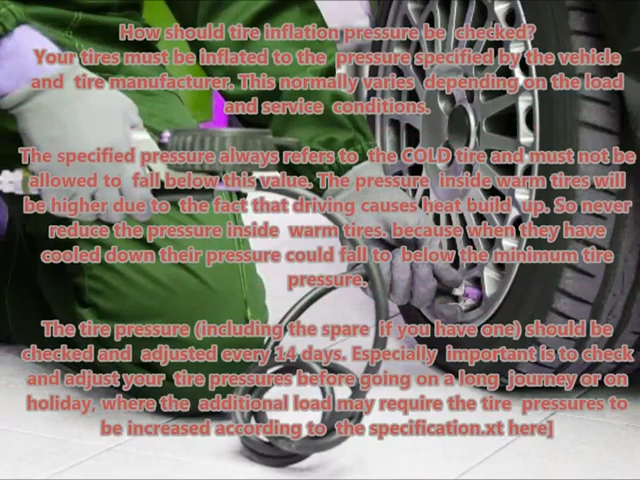 How should tire inflation pressure be checked?
Your tires must be inflated to the pressure specified by the vehicle
and tire manufacturer. This normally varies depending on the load
and service conditions.
The specified pressure always refers to the COLD tire and must not be
allowed to fall below this value. The pressure inside warm tires will
be higher due to the fact that driving causes heat build up. So never
reduce the pressure inside warm tires. because when they have
cooled down their pressure could fall to below the minimum tire
pressure.
The tire pressure (including the spare if you have one) should be
checked and adjusted every 14 days. Especially important is to check
and adjust your tire pressures before going on a long journey or on
holiday, where the additional load may require the tire pressures to
be increased according to the specification.xt here]